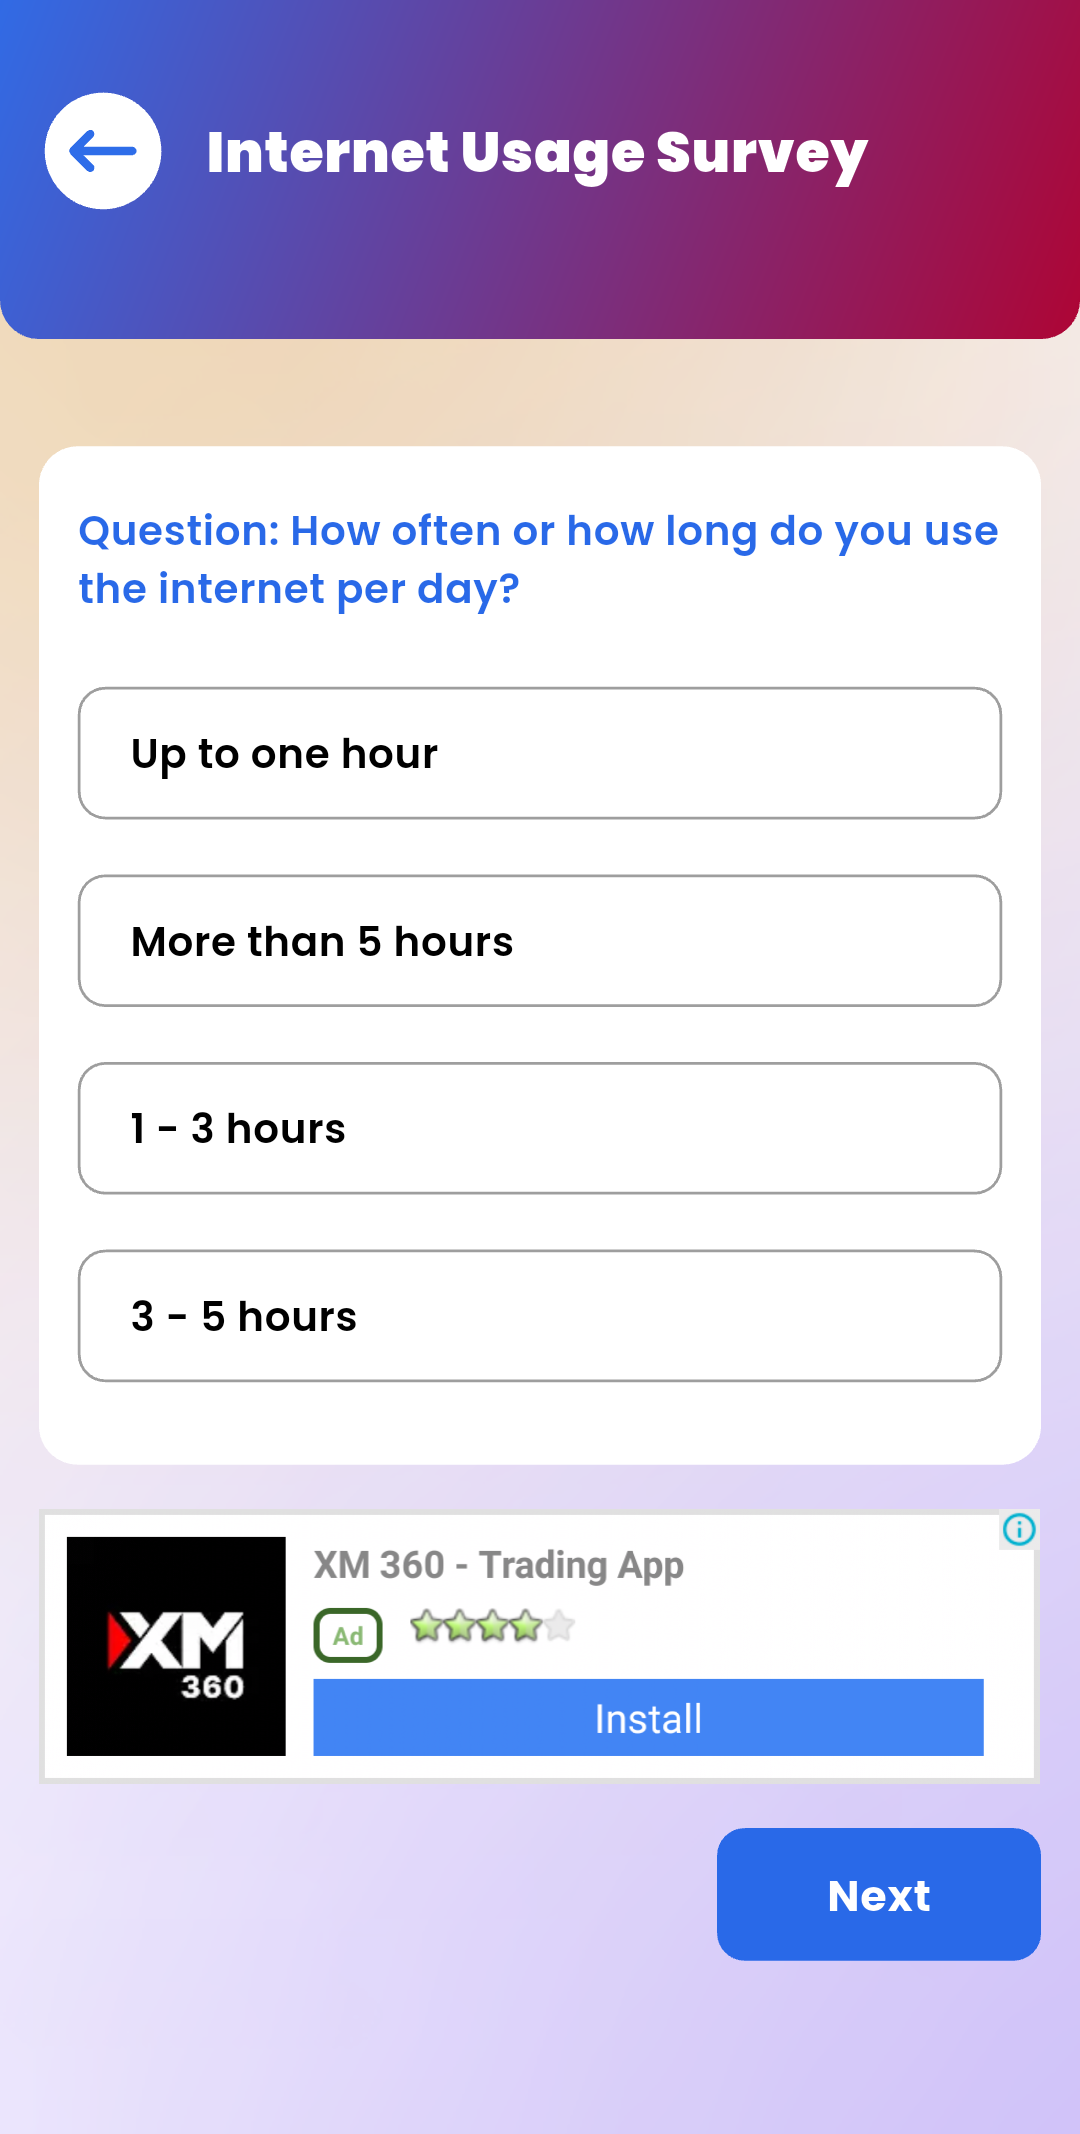 Internet Usage Survey
Question: How often or how long do you use
the internet per day?
Up to one hour
More than 5 hours
1 - 3 hours
3 - 5 hours
XM 360 - Trading App
XM
360
Ad
Install
Next